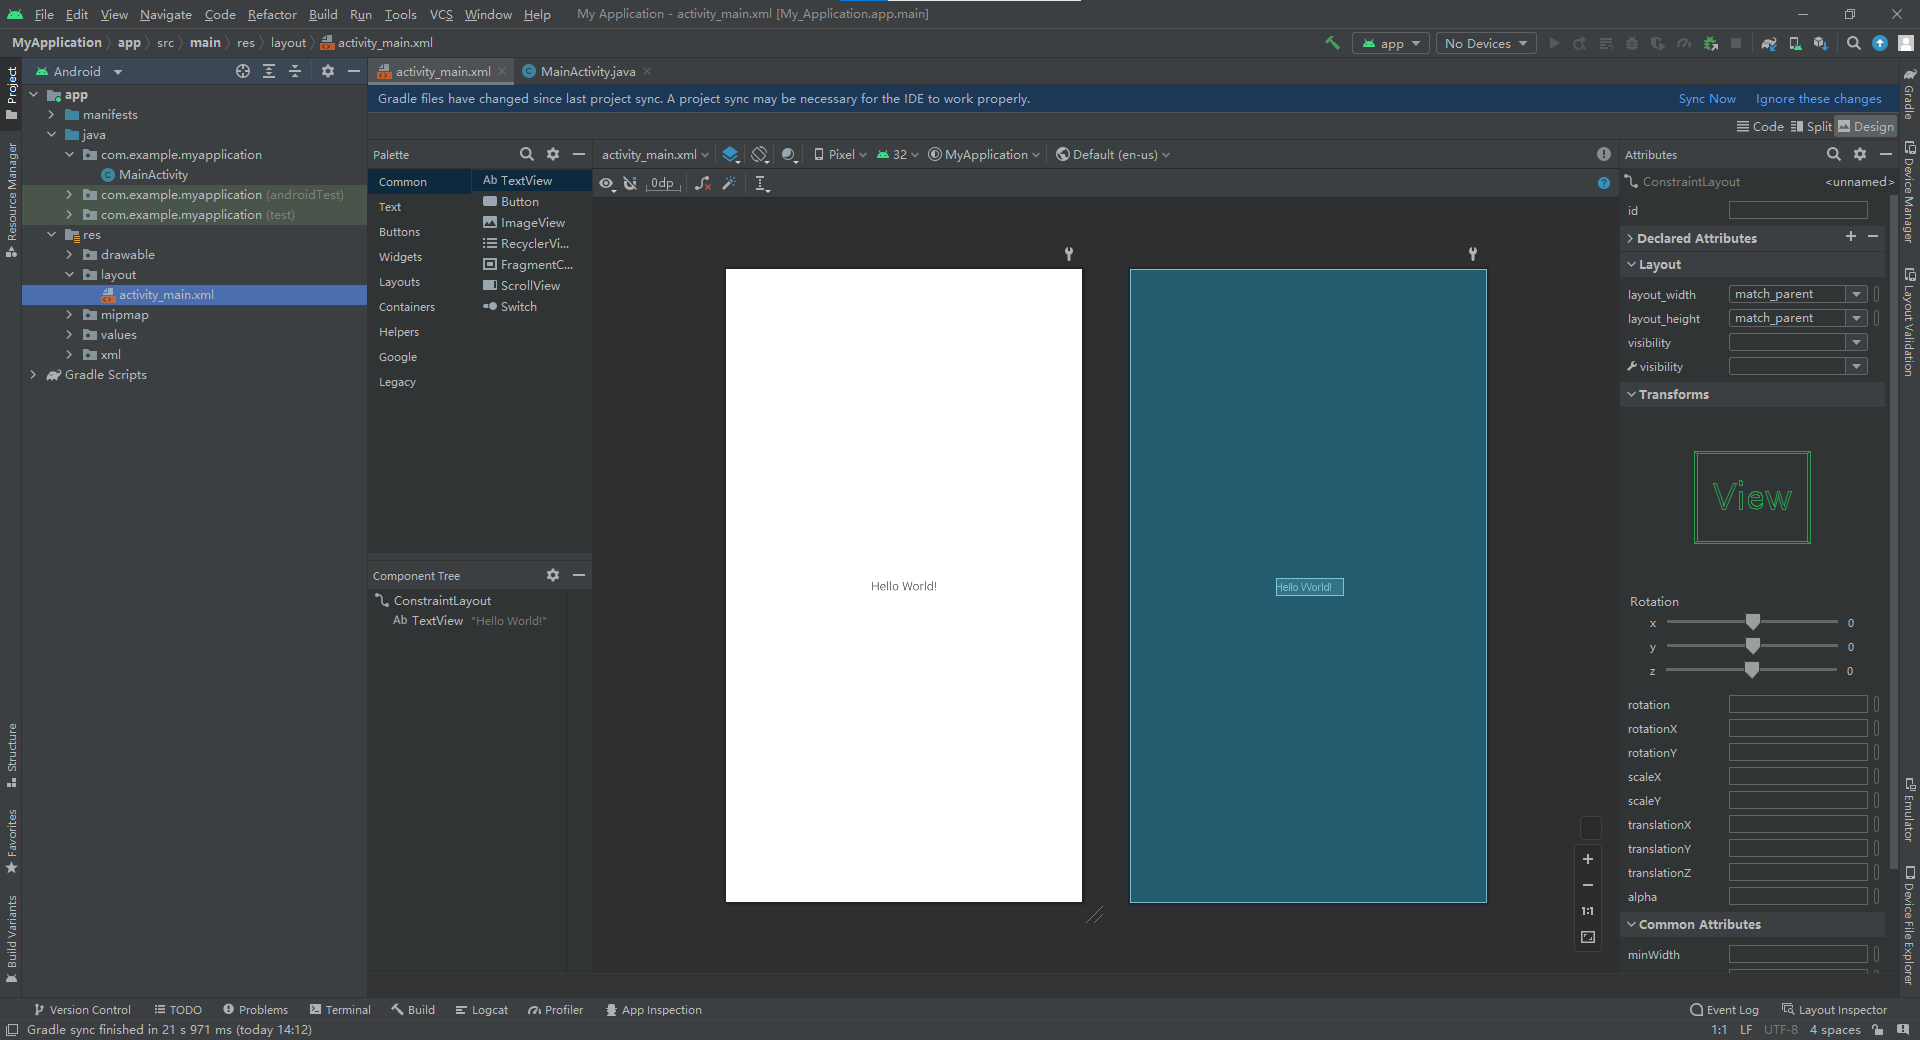 File Edit View Navigate Code Refactor Build Run Tools VCS Window Help My Application - activity_main.xml [My_Application.app.main]
MyApplication app src main res layout activity_main.xml app No Devices
Android activity_main.xml MainActivity.java
Gradle files have changed since last project sync. A project sync may be necessary for the IDE to work properly. Sync Now Ignore these changes
Code Split Design
Project
Resource Manager
Structure
Favorites
Build Variants
app
manifests
java
com.example.myapplication
MainActivity
com.example.myapplication (androidTest)
com.example.myapplication (test)
res
drawable
layout
activity_main.xml
mipmap
values
xml
Gradle Scripts
Palette
Common
Text
Buttons
Widgets
Layouts
Containers
Helpers
Google
Legacy
Ab TextView
Button
ImageView
RecyclerVi...
FragmentC...
ScrollView
Switch
Component Tree
ConstraintLayout
Ab TextView "Hello World!"
activity_main.xml Pixel 32 MyApplication Default (en-us)
0dp
Hello World!
Hello World!
1:1
Attributes
ConstraintLayout <unnamed>
id
Declared Attributes
Layout
layout_width match_parent
layout_height match_parent
visibility
visibility
Transforms
View
Rotation
x 0
y 0
z 0
rotation
rotationX
rotationY
scaleX
scaleY
translationX
translationY
translationZ
alpha
Common Attributes
minWidth
Gradle
Device Manager
Layout Validation
Emulator
Device File Explorer
Version Control TODO Problems Terminal Build Logcat Profiler App Inspection Event Log Layout Inspector
Gradle sync finished in 21 s 971 ms (today 14:12) 1:1 LF UTF-8 4 spaces